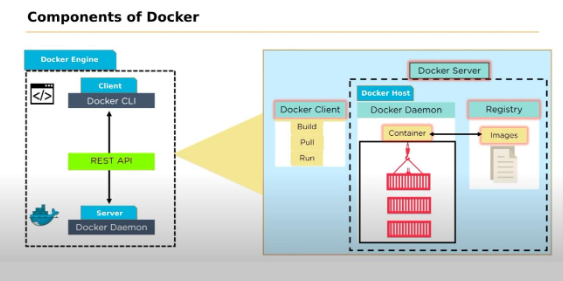 Components of Docker
Docker Engine
Client
Docker CLI
</>
REST API
Server
Docker Daemon
Docker Server
Docker Host
Docker Client
Docker Daemon
Registry
Build
Pull
Run
Container
Images